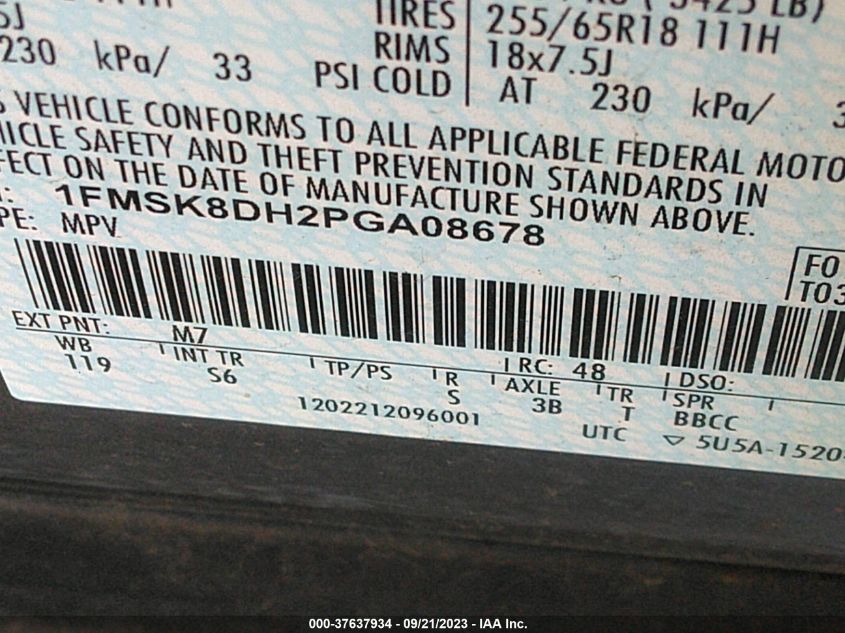 TIRES 255/65R18 111H
5J RIMS 18x7.5J
230 kPa/ 33 PSI COLD AT 230 kPa/
VEHICLE CONFORMS TO ALL APPLICABLE FEDERAL MOTO
ICLE SAFETY AND THEFT PREVENTION STANDARDS IN
FECT ON THE DATE OF MANUFACTURE SHOWN ABOVE.
1FMSK8DH2PGA08678
PE: MPV
F0
TO3
EXT PNT: M7 RC: 48 DSO:
WB INT TR TP/PS R AXLE TR SPR
119 S6 S 3B T BBCC
1202212096001
UTC ▽ 5U5A-1520
000-37637934 - 09/21/2023 - IAA Inc.